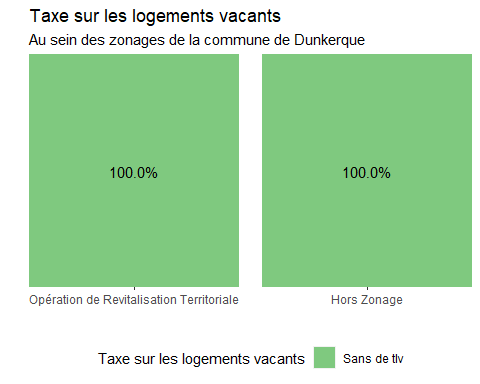 Taxe sur les logements vacants
Au sein des zonages de la commune de Dunkerque
100.0%
100.0%
Opération de Revitalisation Territoriale
Hors Zonage
Taxe sur les logements vacants
Sans de tlv